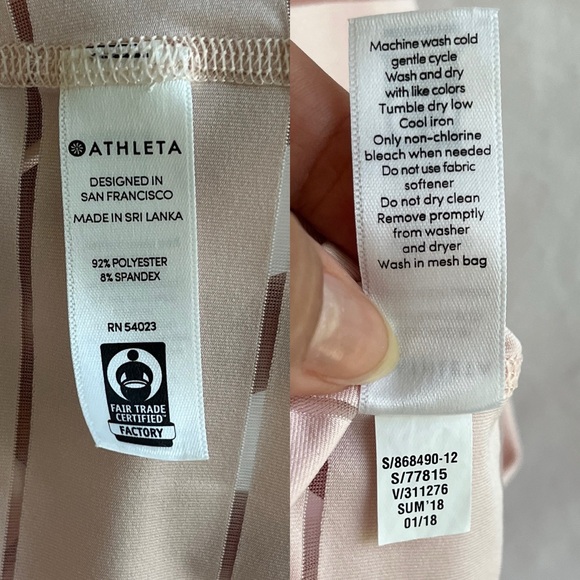 ATHLETA
DESIGNED IN
SAN FRANCISCO
MADE IN SRI LANKA
92% POLYESTER
8% SPANDEX
RN 54023
FAIR TRADE
CERTIFIED™
FACTORY
Machine wash cold
gentle cycle
Wash and dry
with like colors
Tumble dry low
Cool iron
Only non-chlorine
bleach when needed
Do not use fabric
softener
Do not dry clean
Remove promptly
from washer
and dryer
Wash in mesh bag
S/868490-12
S/77815
V/311276
SUM'18
01/18